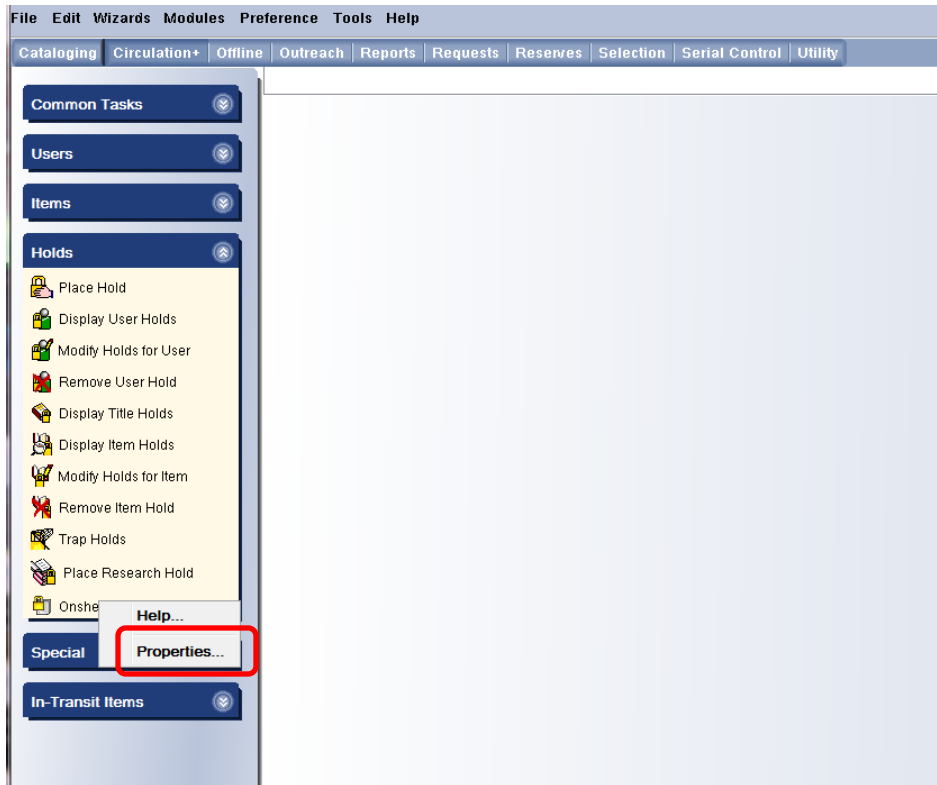 File Edit Wizards Modules Preference Tools Help
Cataloging Circulation+ Offline Outreach Reports Requests Reserves Selection Serial Control Utility
Common Tasks
Users
Items
Holds
Place Hold
Display User Holds
Modify Holds for User
Remove User Hold
Display Title Holds
Display Item Holds
Modify Holds for Item
Remove Item Hold
Trap Holds
Place Research Hold
Onshe
Help...
Special
Properties...
In-Transit Items